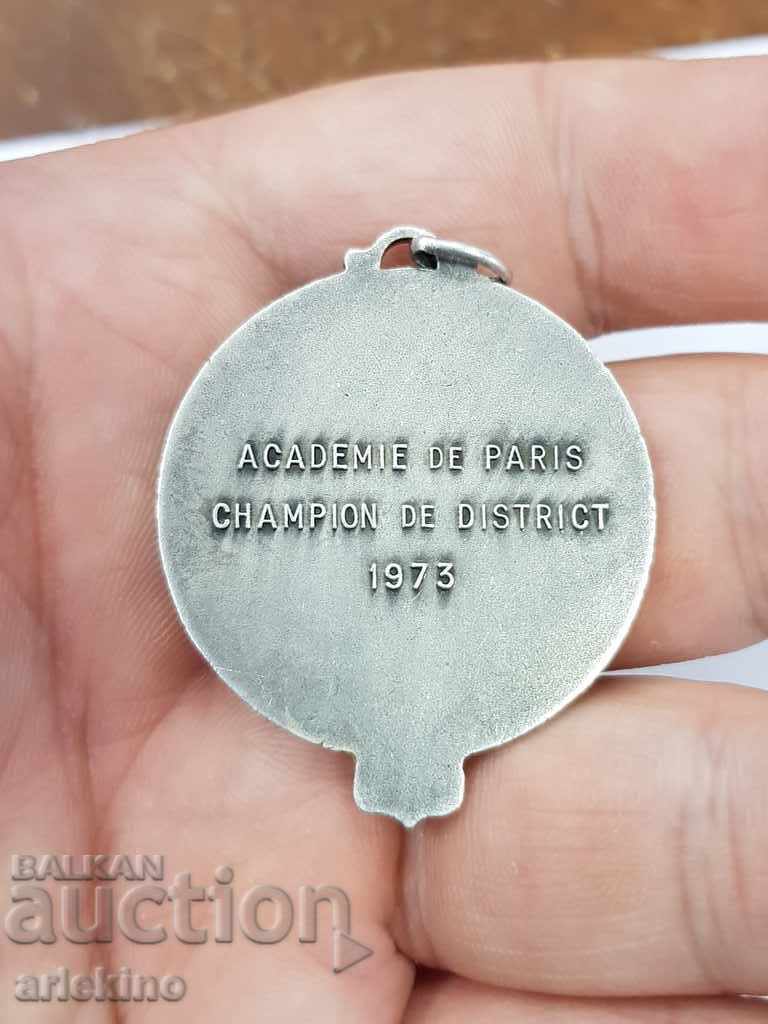 ACADEMIE DE PARIS
CHAMPION DE DISTRICT
1973
BALKAN
auction
arlekino